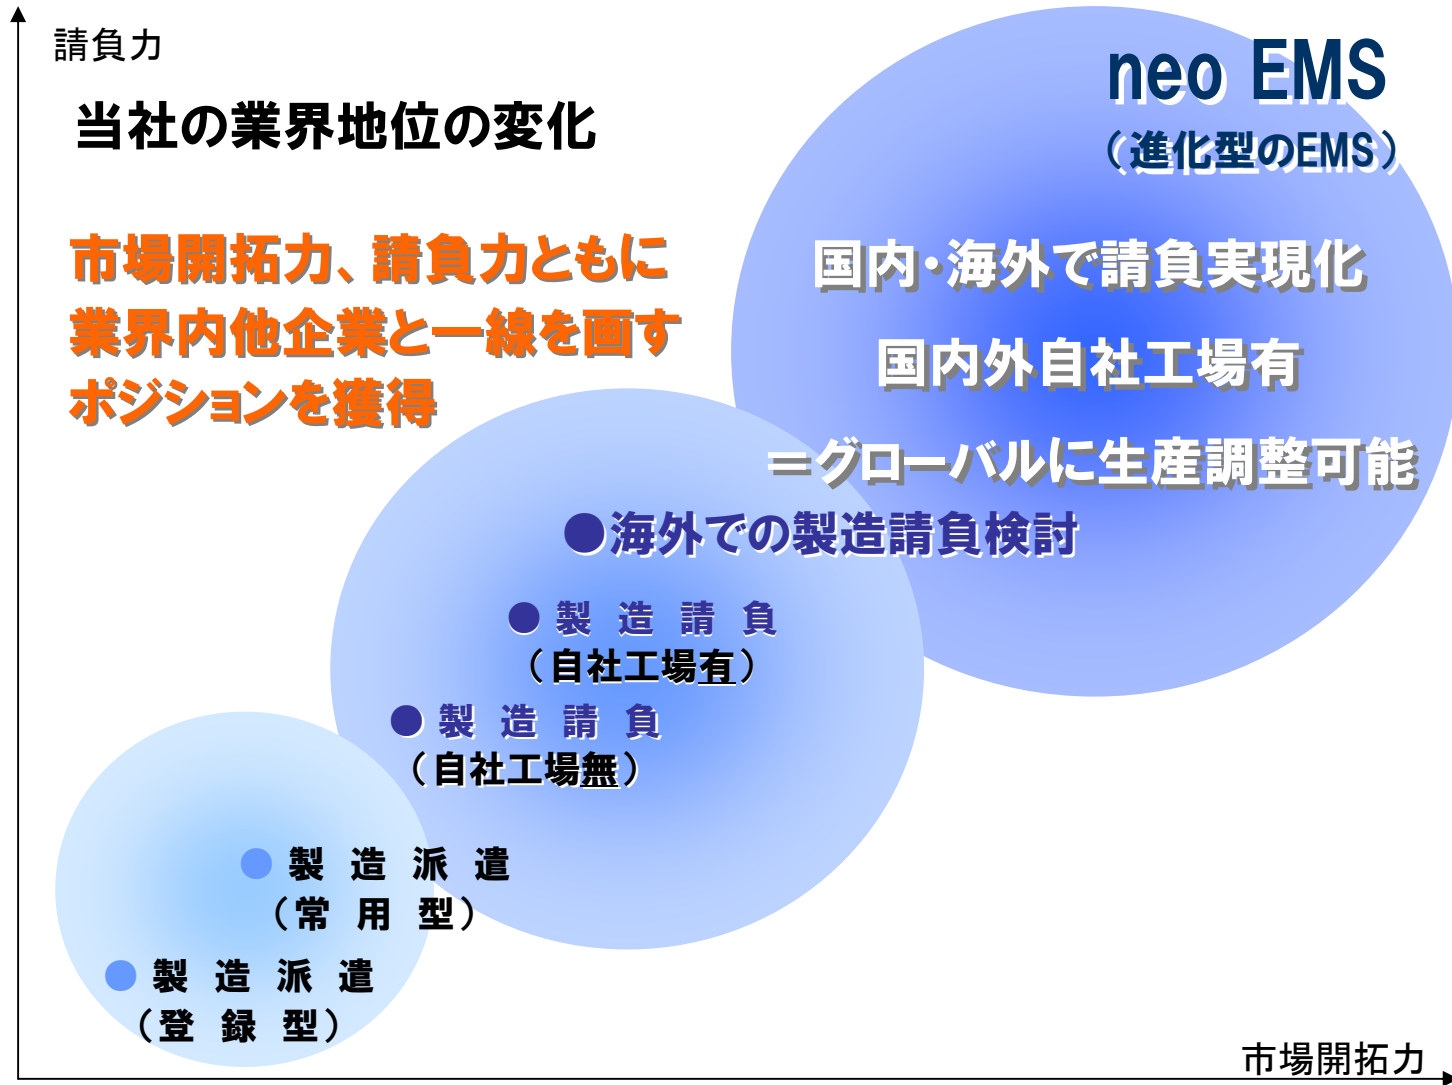 請負力
当社の業界地位の変化
市場開拓力、請負力ともに
業界内他企業と一線を画す
ポジションを獲得
neo EMS
（進化型のEMS）
国内・海外で請負実現化
国内外自社工場有
＝グローバルに生産調整可能
●海外での製造請負検討
● 製 造 請 負
（自社工場有）
● 製 造 請 負
（自社工場無）
● 製 造 派 遣
（常 用 型）
● 製 造 派 遣
（登 録 型）
市場開拓力